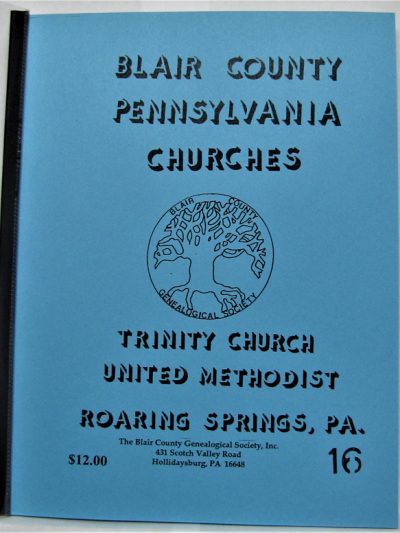 BLAIR COUNTY
PENNSYLVANIA
CHURCHES
BLAIR COUNTY
GENEALOGICAL SOCIETY
TRINITY CHURCH
UNITED METHODIST
ROARING SPRINGS, PA.
The Blair County Genealogical Society, Inc.
431 Scotch Valley Road
Hollidaysburg, PA 16648
$12.00
16